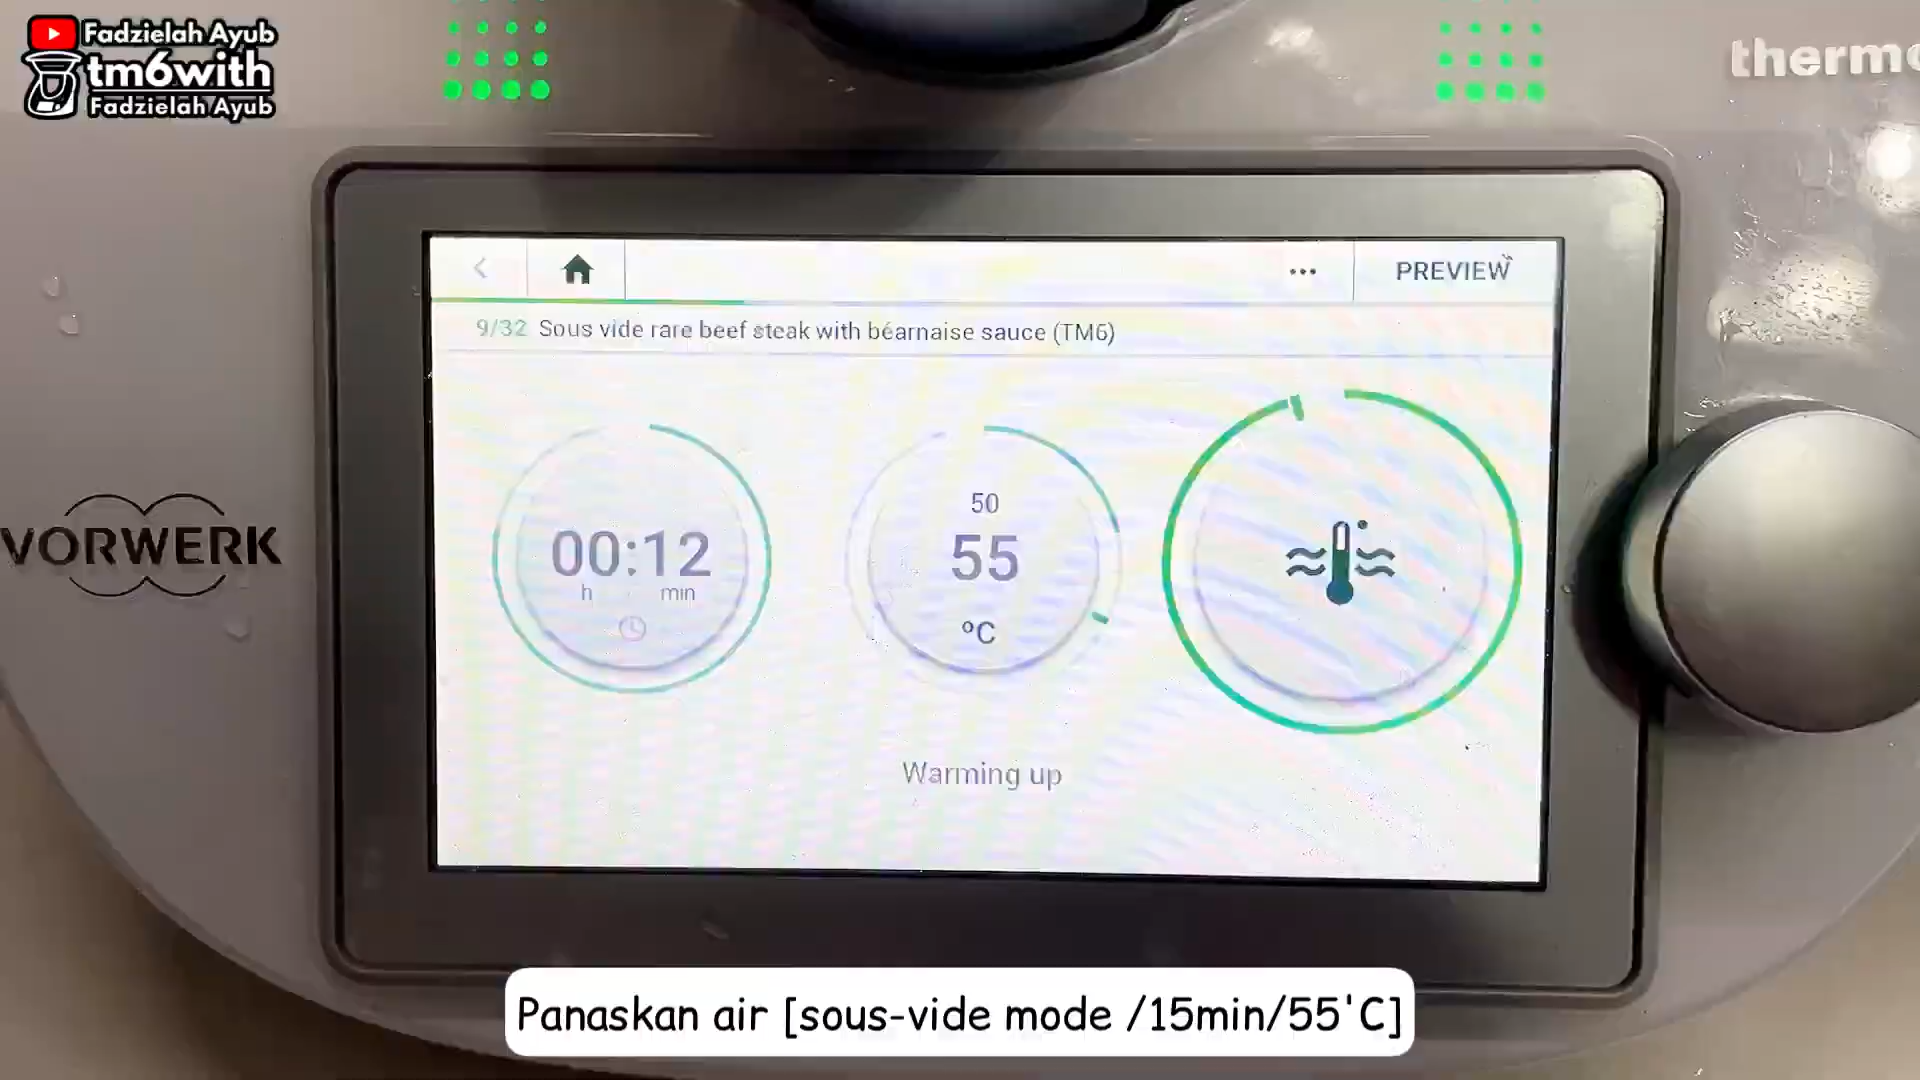 Fadzielah Ayub
tm6with
Fadzielah Ayub
thermo
PREVIEW
9/32 Sous vide rare beef steak with béarnaise sauce (TM6)
00:12
h min
50
55
°C
Warming up
VORWERK
Panaskan air [sous-vide mode /15min/55'C]